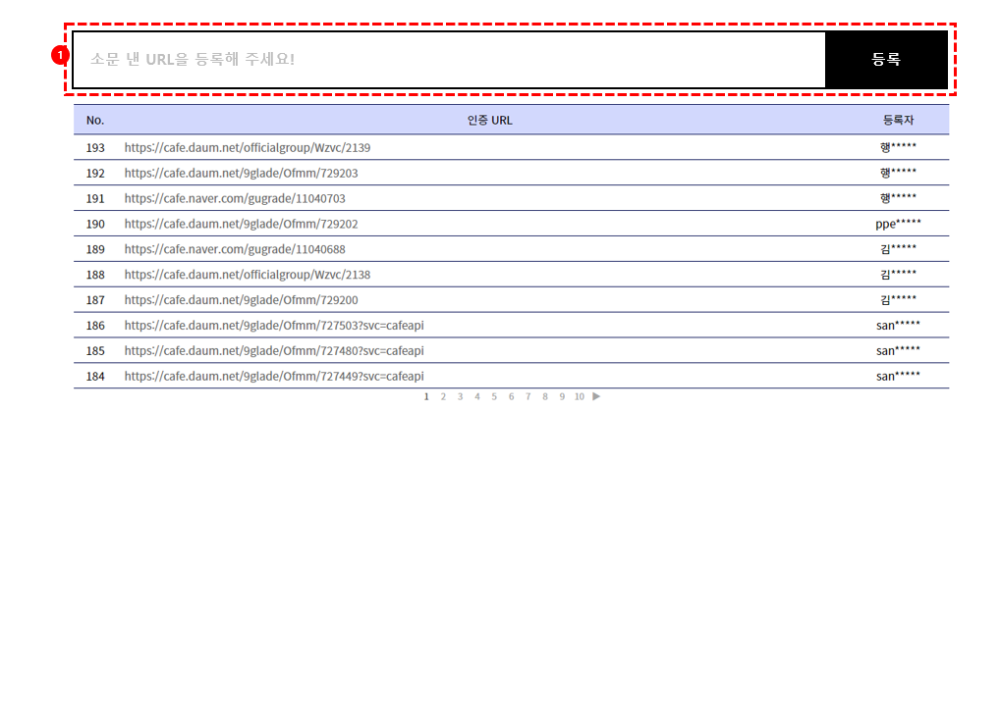 1
소문 낸 URL을 등록해 주세요! 등록
No. 인증 URL 등록자
193 https://cafe.daum.net/officialgroup/Wzvc/2139 행*****
192 https://cafe.daum.net/9glade/Ofmm/729203 행*****
191 https://cafe.naver.com/gugrade/11040703 행*****
190 https://cafe.daum.net/9glade/Ofmm/729202 ppe*****
189 https://cafe.naver.com/gugrade/11040688 김*****
188 https://cafe.daum.net/officialgroup/Wzvc/2138 김*****
187 https://cafe.daum.net/9glade/Ofmm/729200 김*****
186 https://cafe.daum.net/9glade/Ofmm/727503?svc=cafeapi san*****
185 https://cafe.daum.net/9glade/Ofmm/727480?svc=cafeapi san*****
184 https://cafe.daum.net/9glade/Ofmm/727449?svc=cafeapi san*****
1 2 3 4 5 6 7 8 9 10 ▶